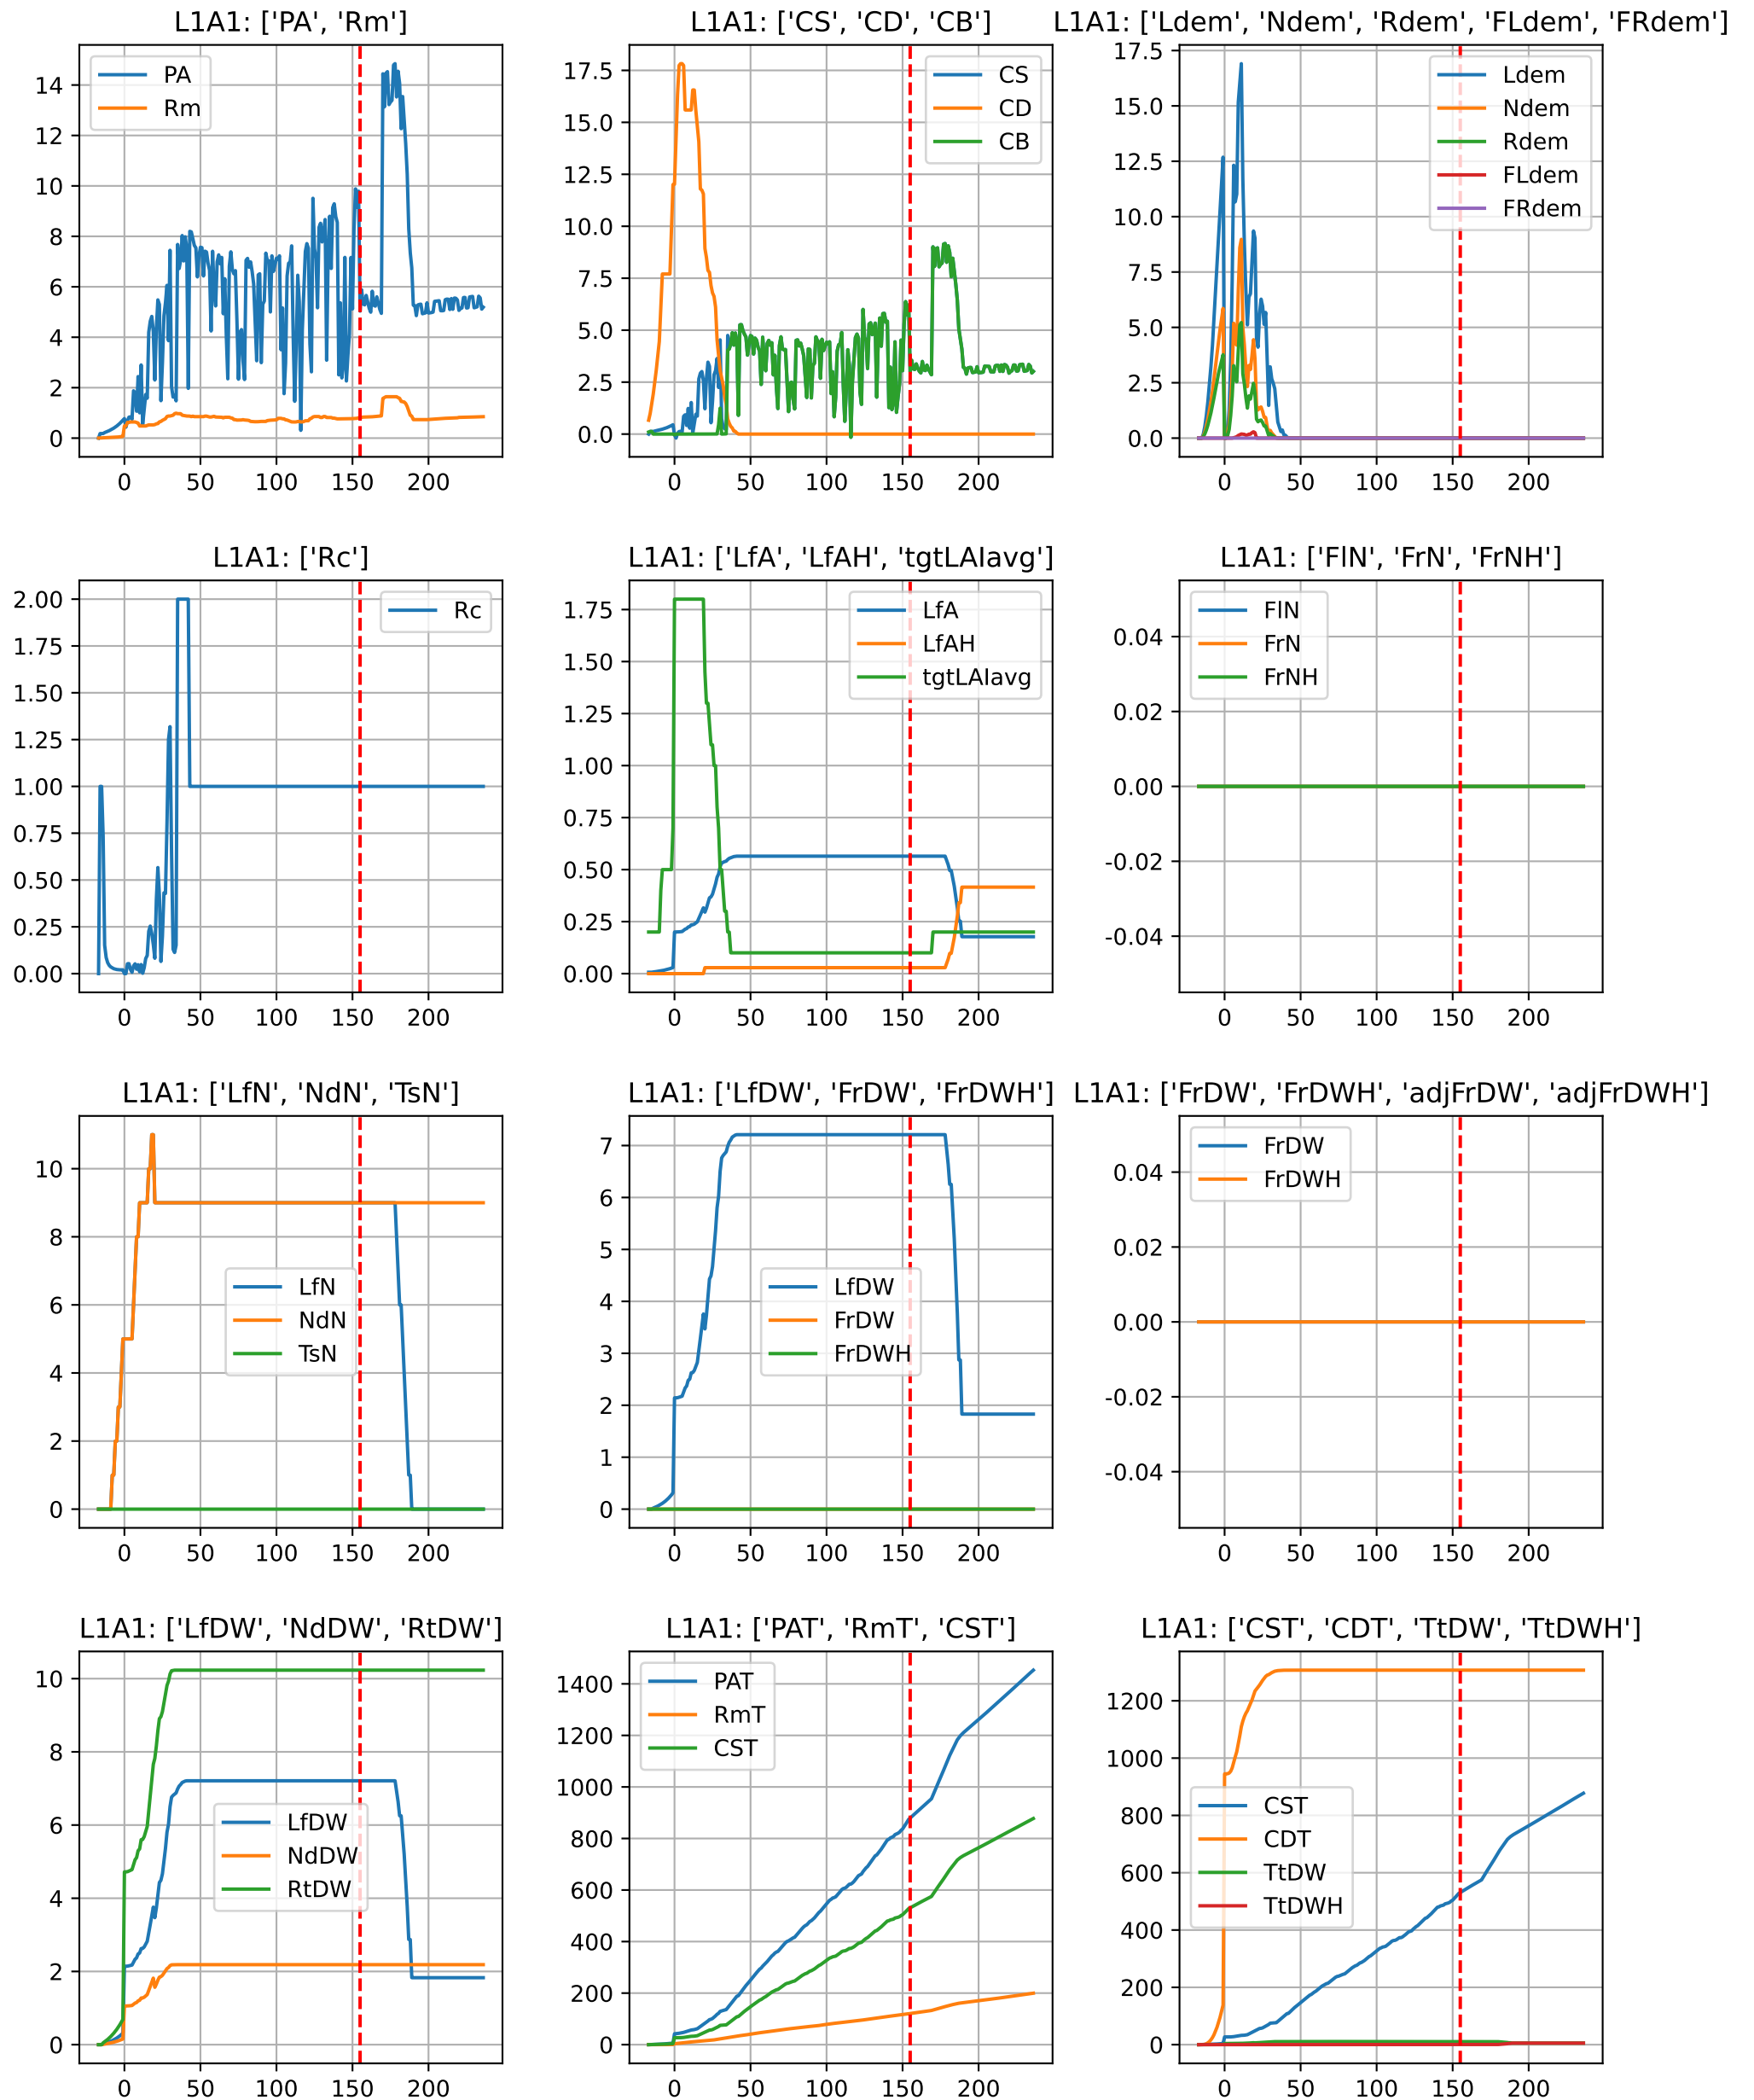 L1A1: ['PA', 'Rm']
14
12
10
8
6
4
2
0
0 50 100 150 200
PA
Rm
L1A1: ['CS', 'CD', 'CB']
17.5
15.0
12.5
10.0
7.5
5.0
2.5
0.0
0 50 100 150 200
CS
CD
CB
L1A1: ['Ldem', 'Ndem', 'Rdem', 'FLdem', 'FRdem']
17.5
15.0
12.5
10.0
7.5
5.0
2.5
0.0
0 50 100 150 200
Ldem
Ndem
Rdem
FLdem
FRdem
L1A1: ['Rc']
2.00
1.75
1.50
1.25
1.00
0.75
0.50
0.25
0.00
0 50 100 150 200
Rc
L1A1: ['LfA', 'LfAH', 'tgtLAIavg']
1.75
1.50
1.25
1.00
0.75
0.50
0.25
0.00
0 50 100 150 200
LfA
LfAH
tgtLAIavg
L1A1: ['FlN', 'FrN', 'FrNH']
0.04
0.02
0.00
-0.02
-0.04
0 50 100 150 200
FlN
FrN
FrNH
L1A1: ['LfN', 'NdN', 'TsN']
10
8
6
4
2
0
0 50 100 150 200
LfN
NdN
TsN
L1A1: ['LfDW', 'FrDW', 'FrDWH']
7
6
5
4
3
2
1
0
0 50 100 150 200
LfDW
FrDW
FrDWH
L1A1: ['FrDW', 'FrDWH', 'adjFrDW', 'adjFrDWH']
0.04
0.02
0.00
-0.02
-0.04
0 50 100 150 200
FrDW
FrDWH
L1A1: ['LfDW', 'NdDW', 'RtDW']
10
8
6
4
2
0
0 50 100 150 200
LfDW
NdDW
RtDW
L1A1: ['PAT', 'RmT', 'CST']
1400
1200
1000
800
600
400
200
0
0 50 100 150 200
PAT
RmT
CST
L1A1: ['CST', 'CDT', 'TtDW', 'TtDWH']
1200
1000
800
600
400
200
0
0 50 100 150 200
CST
CDT
TtDW
TtDWH